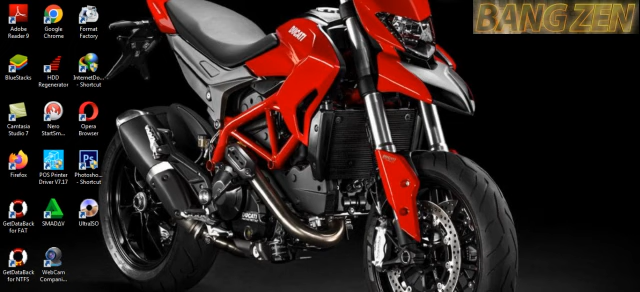 BANG ZEN
Adobe
Reader 9
Google
Chrome
Format
Factory
BlueStacks
HDD
Regenerator
InternetDo...
- Shortcut
Camtasia
Studio 7
Nero
StartSm...
Opera
Browser
Firefox
POS Printer
Driver V7.17
Photosho...
- Shortcut
GetDataBack
for FAT
SMADΔV
UltraISO
GetDataBack
for NTFS
WebCam
Compani...
DUCATI
DUCATI